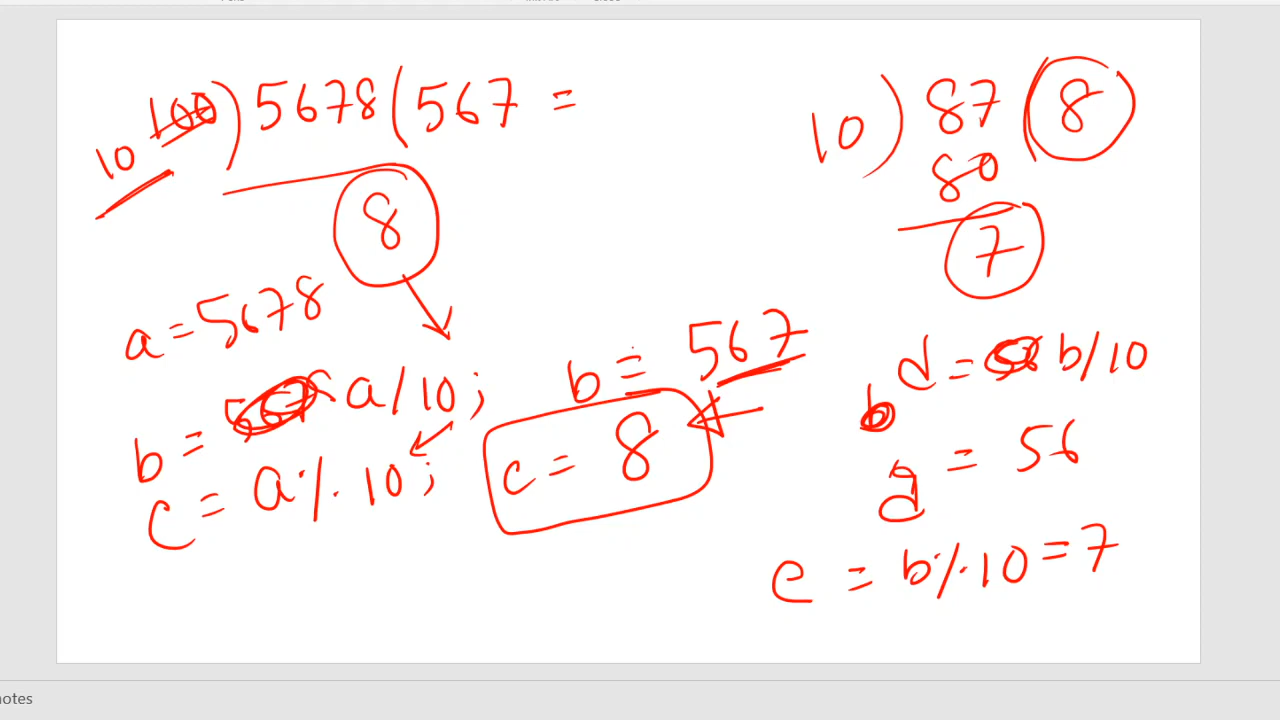 10 100 ) 5678 ( 567 =
8
a = 5678
b = a / 10 ;
c = a % 10 ;
b = 567
c = 8
10 ) 87 ( 8
80
7
d = b / 10
d = 56
e = b % 10 = 7
notes